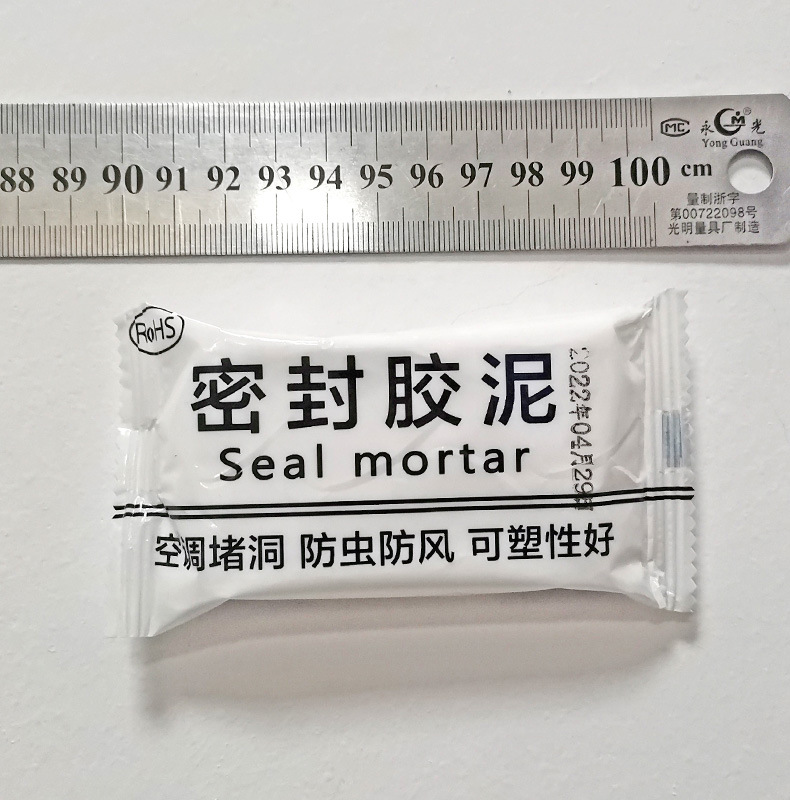 MC 永 M® 光
Yong Guang
88 89 90 91 92 93 94 95 96 97 98 99 100 cm
量制浙字
第00722098号
光明量具厂制造
RoHS
密封胶泥
2022年04月29日
Seal mortar
空调堵洞 防虫防风 可塑性好